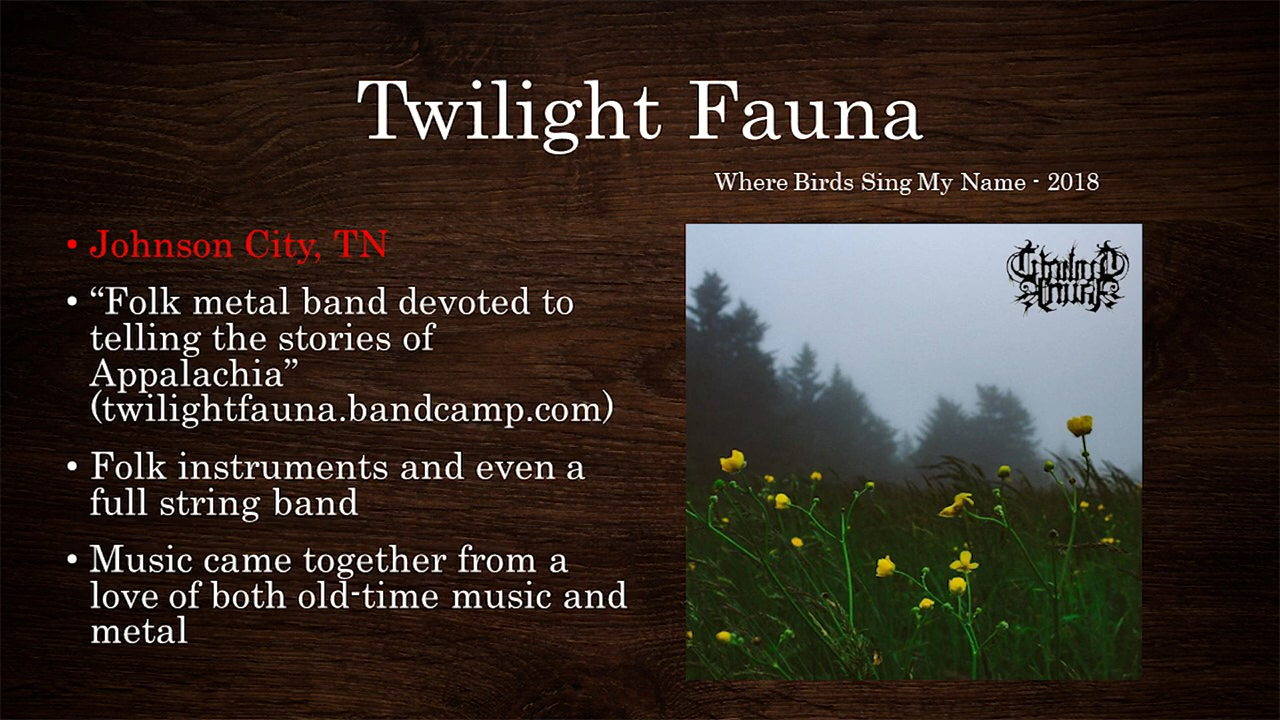 Twilight Fauna
Where Birds Sing My Name - 2018
• Johnson City, TN
• “Folk metal band devoted to
telling the stories of
Appalachia”
(twilightfauna.bandcamp.com)
• Folk instruments and even a
full string band
• Music came together from a
love of both old-time music and
metal